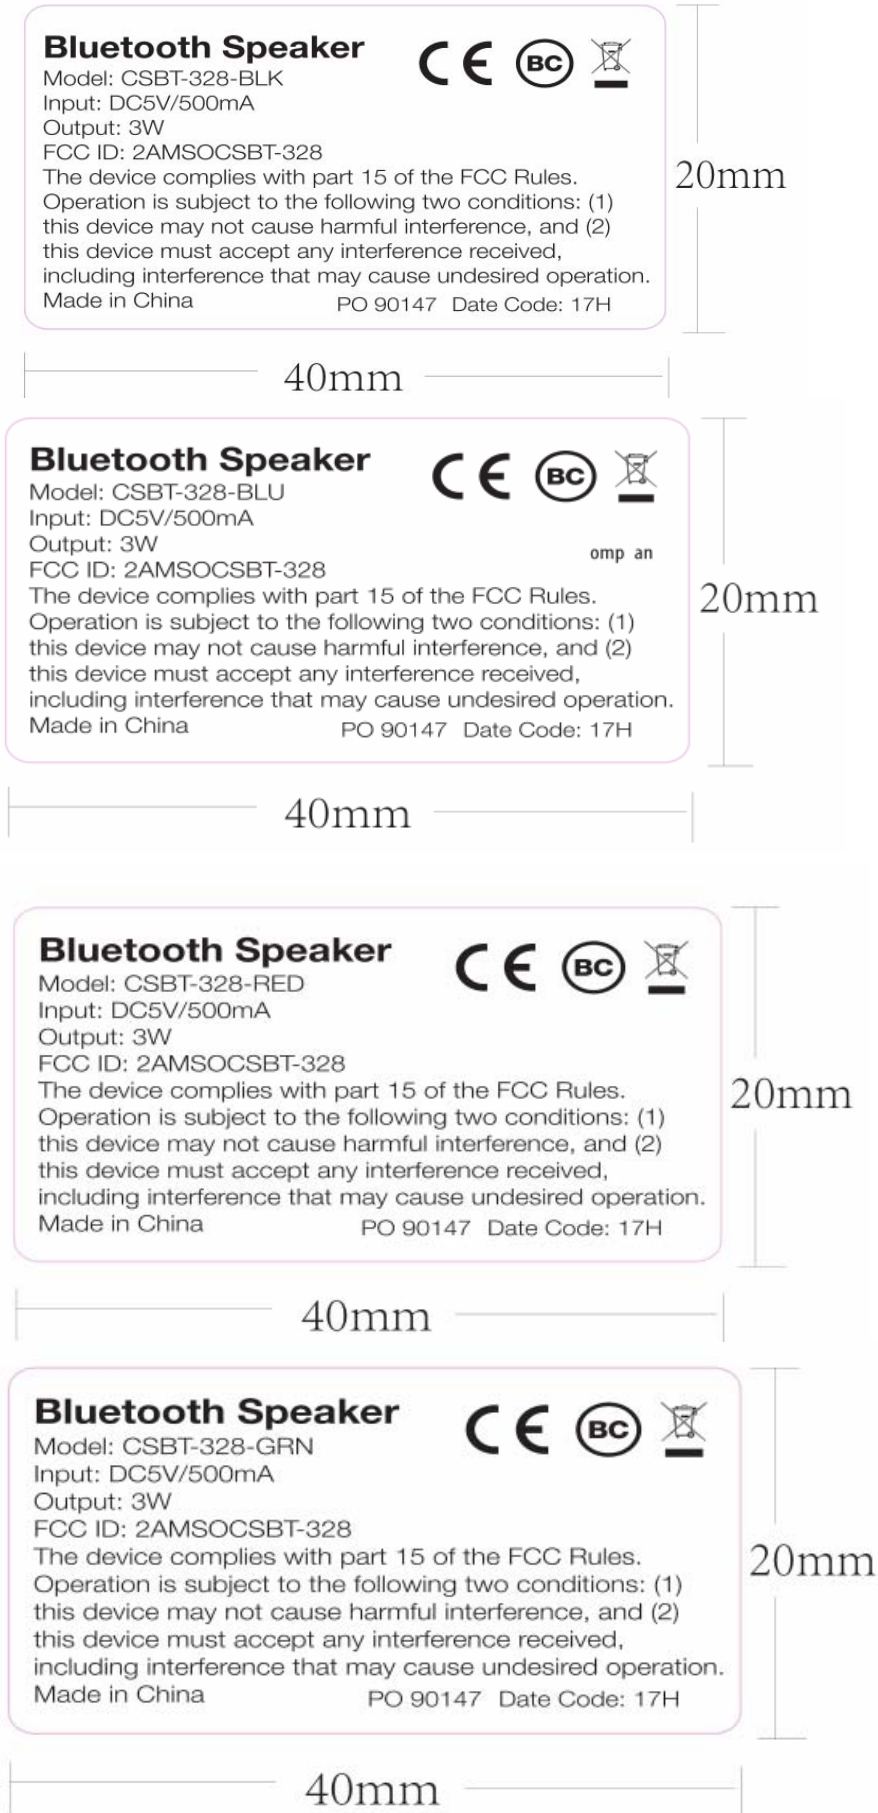 Bluetooth Speaker
CE BC
Model: CSBT-328-BLK
Input: DC5V/500mA
Output: 3W
FCC ID: 2AMSOCSBT-328
The device complies with part 15 of the FCC Rules.
Operation is subject to the following two conditions: (1)
this device may not cause harmful interference, and (2)
this device must accept any interference received,
including interference that may cause undesired operation.
Made in China PO 90147 Date Code: 17H
20mm
40mm
Bluetooth Speaker
CE BC
Model: CSBT-328-BLU
Input: DC5V/500mA
Output: 3W
omp an
FCC ID: 2AMSOCSBT-328
The device complies with part 15 of the FCC Rules.
Operation is subject to the following two conditions: (1)
this device may not cause harmful interference, and (2)
this device must accept any interference received,
including interference that may cause undesired operation.
Made in China PO 90147 Date Code: 17H
20mm
40mm
Bluetooth Speaker
CE BC
Model: CSBT-328-RED
Input: DC5V/500mA
Output: 3W
FCC ID: 2AMSOCSBT-328
The device complies with part 15 of the FCC Rules.
Operation is subject to the following two conditions: (1)
this device may not cause harmful interference, and (2)
this device must accept any interference received,
including interference that may cause undesired operation.
Made in China PO 90147 Date Code: 17H
20mm
40mm
Bluetooth Speaker
CE BC
Model: CSBT-328-GRN
Input: DC5V/500mA
Output: 3W
FCC ID: 2AMSOCSBT-328
The device complies with part 15 of the FCC Rules.
Operation is subject to the following two conditions: (1)
this device may not cause harmful interference, and (2)
this device must accept any interference received,
including interference that may cause undesired operation.
Made in China PO 90147 Date Code: 17H
20mm
40mm